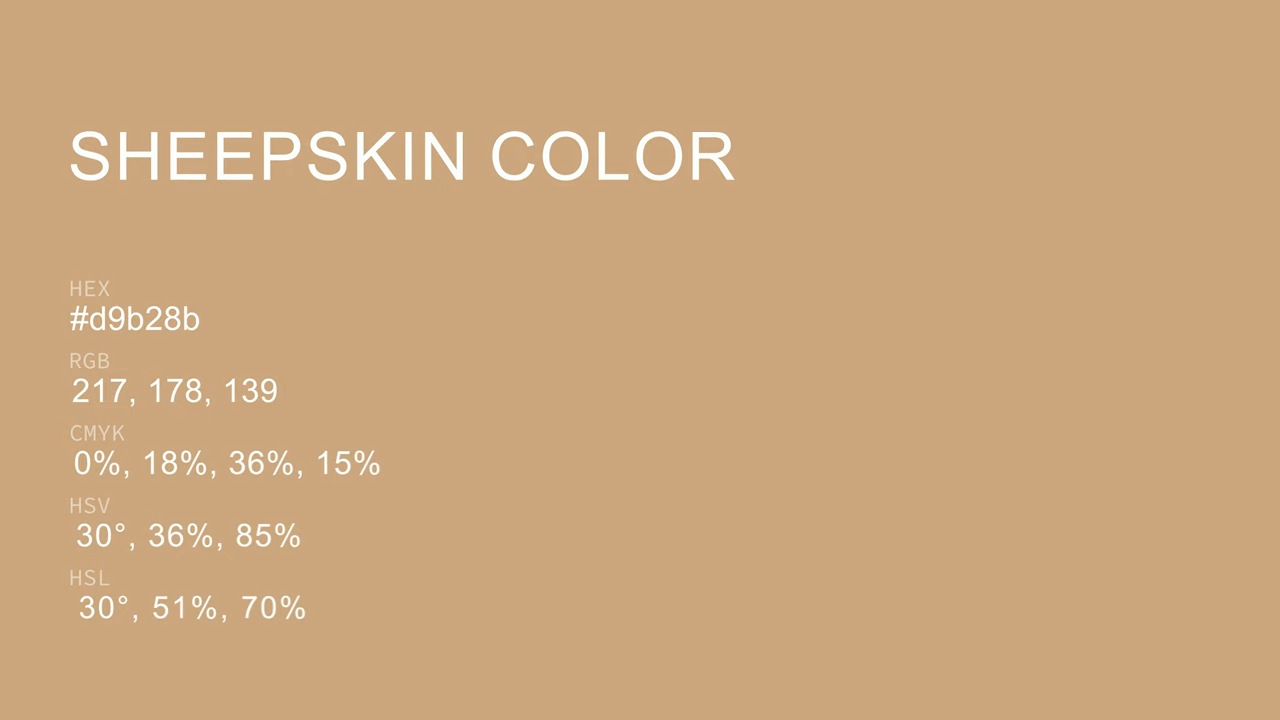 SHEEPSKIN COLOR
HEX
#d9b28b
RGB
217, 178, 139
CMYK
0%, 18%, 36%, 15%
HSV
30°, 36%, 85%
HSL
30°, 51%, 70%